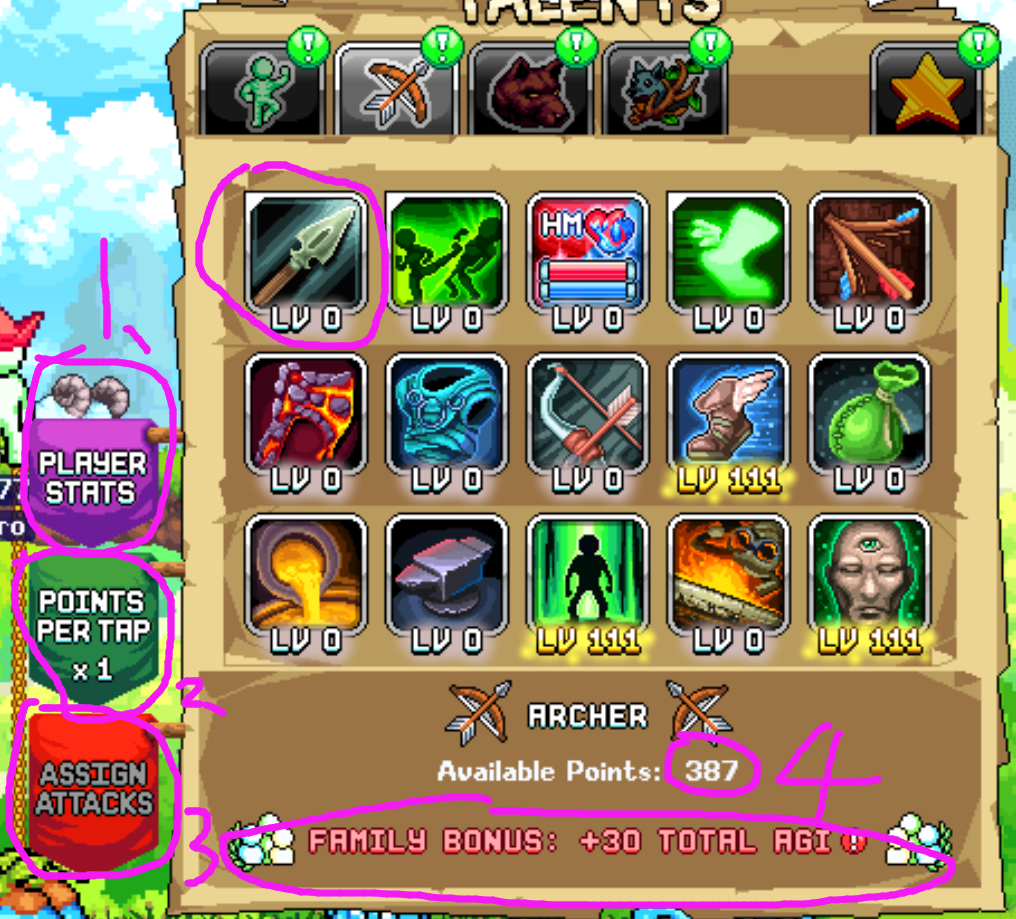 TALENTS
LV 0 LV 0 LV 0 LV 0 LV 0
HM
1
PLAYER
STATS
LV 0 LV 0 LV 0 LV 111 LV 0
POINTS
PER TAP
x 1
2
LV 0 LV 0 LV 111 LV 0 LV 111
ARCHER
ASSIGN
ATTACKS
3
Available Points: 387
4
FAMILY BONUS: +30 TOTAL AGI